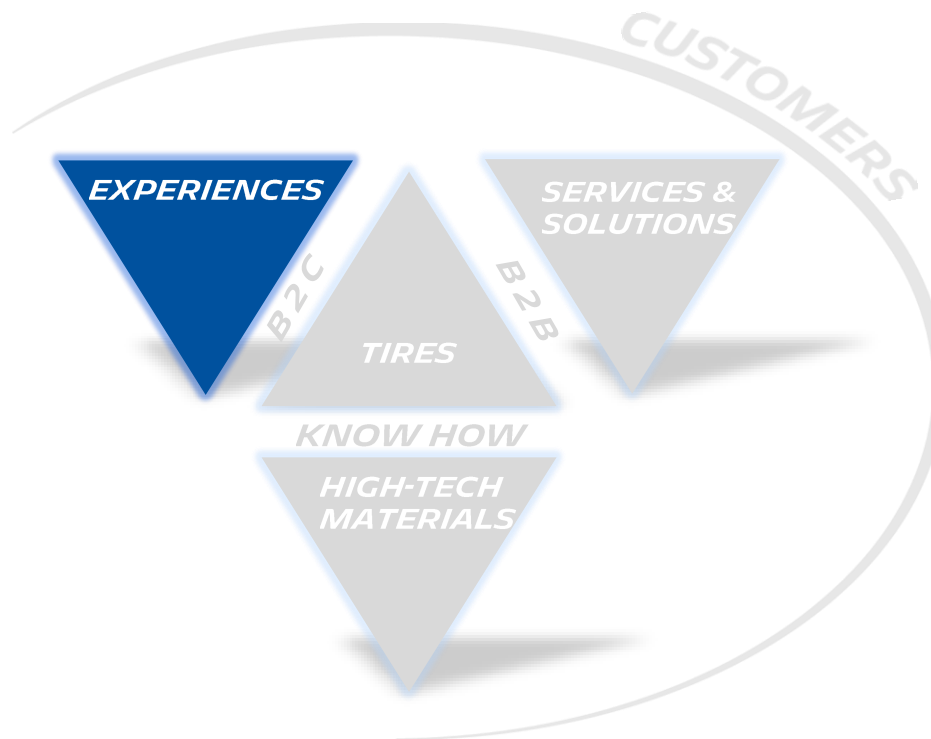 CUSTOMERS
EXPERIENCES
SERVICES &
SOLUTIONS
B2C
B2B
TIRES
KNOW HOW
HIGH-TECH
MATERIALS